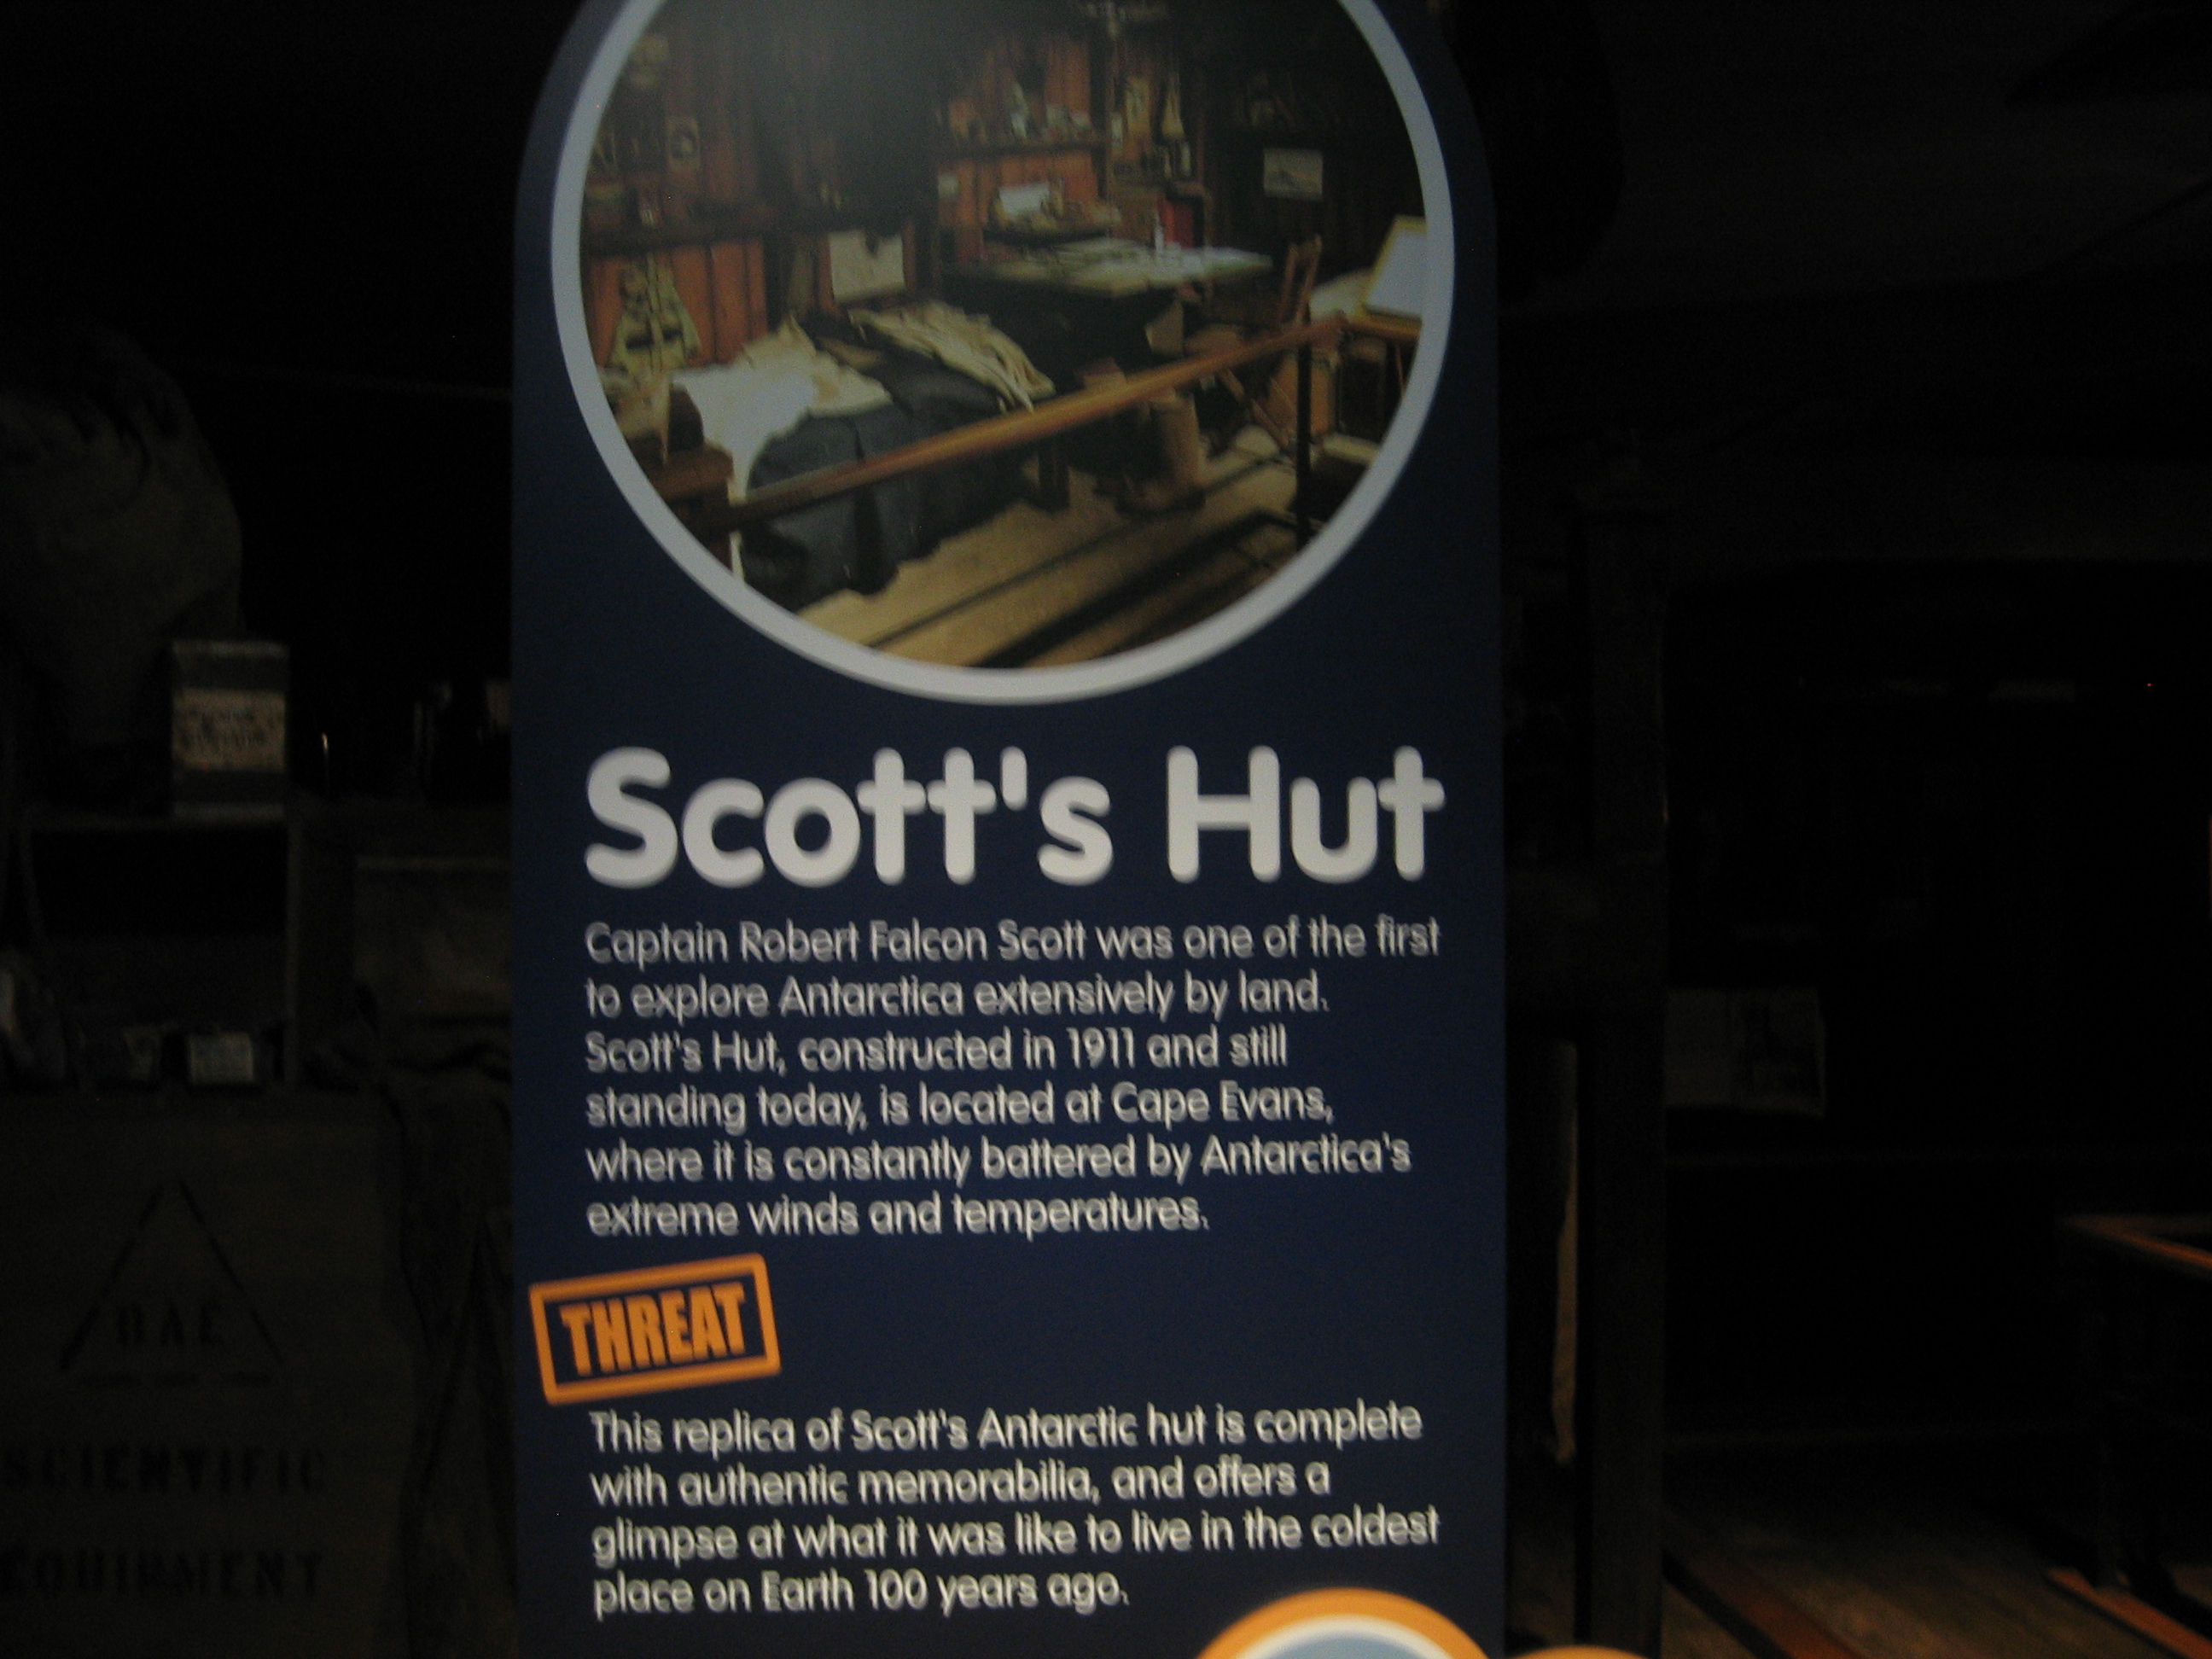 Scott's Hut
Captain Robert Falcon Scott was one of the first
to explore Antarctica extensively by land.
Scott's Hut, constructed in 1911 and still
standing today, is located at Cape Evans,
where it is constantly battered by Antarctica's
extreme winds and temperatures.
THREAT
This replica of Scott's Antarctic hut is complete
with authentic memorabilia, and offers a
glimpse at what it was like to live in the coldest
place on Earth 100 years ago.
SCIENTIFIC
EQUIPMENT